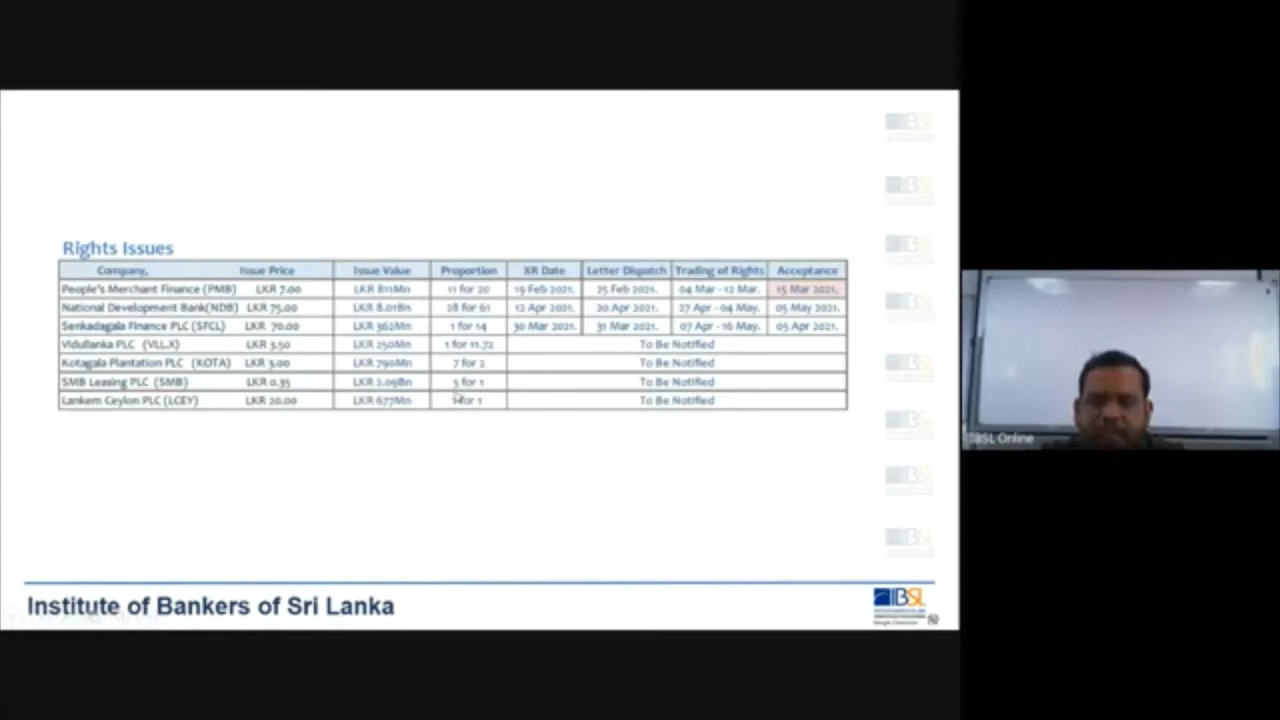 Rights Issues
Company, Issue Price Issue Value Proportion XR Date Letter Dispatch Trading of Rights Acceptance
People's Merchant Finance (PMB) LKR 7.00 LKR 811Mn 11 for 20 19 Feb 2021. 25 Feb 2021. 04 Mar - 12 Mar. 15 Mar 2021.
National Development Bank(NDB) LKR 75.00 LKR 8.01Bn 28 for 61 12 Apr 2021. 20 Apr 2021. 27 Apr - 04 May. 05 May 2021.
Senkadagala Finance PLC (SFCL) LKR 70.00 LKR 362Mn 1 for 14 30 Mar 2021. 31 Mar 2021. 07 Apr - 16 May. 05 Apr 2021.
Vidullanka PLC (VLL.X) LKR 3.50 LKR 250Mn 1 for 11.72 To Be Notified
Kotagala Plantation PLC (KOTA) LKR 3.00 LKR 790Mn 7 for 2 To Be Notified
SMB Leasing PLC (SMB) LKR 0.35 LKR 2.09Bn 5 for 1 To Be Notified
Lankem Ceylon PLC (LCEY) LKR 20.00 LKR 677Mn for 1 To Be Notified
IBSL Online
Institute of Bankers of Sri Lanka
IBSL